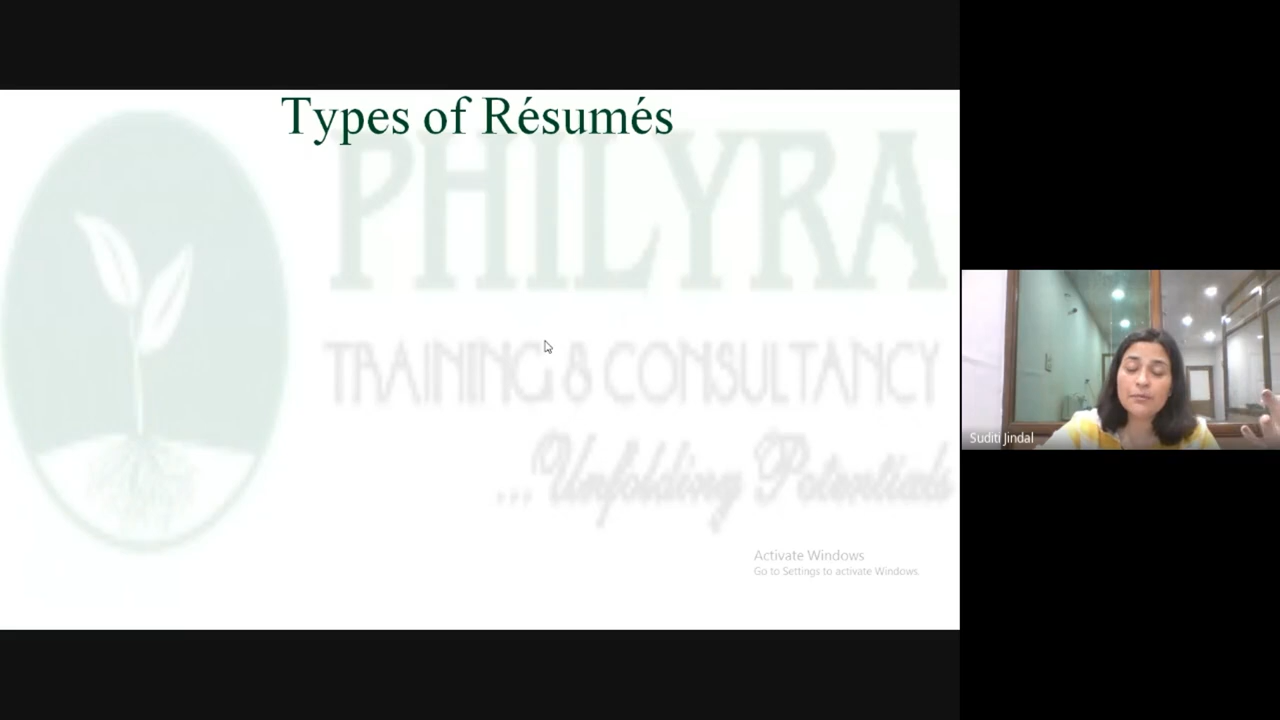 Types of Résumés
PHILYRA
TRAINING & CONSULTANCY
... Unfolding Potentials
Activate Windows
Go to Settings to activate Windows.
Suditi Jindal